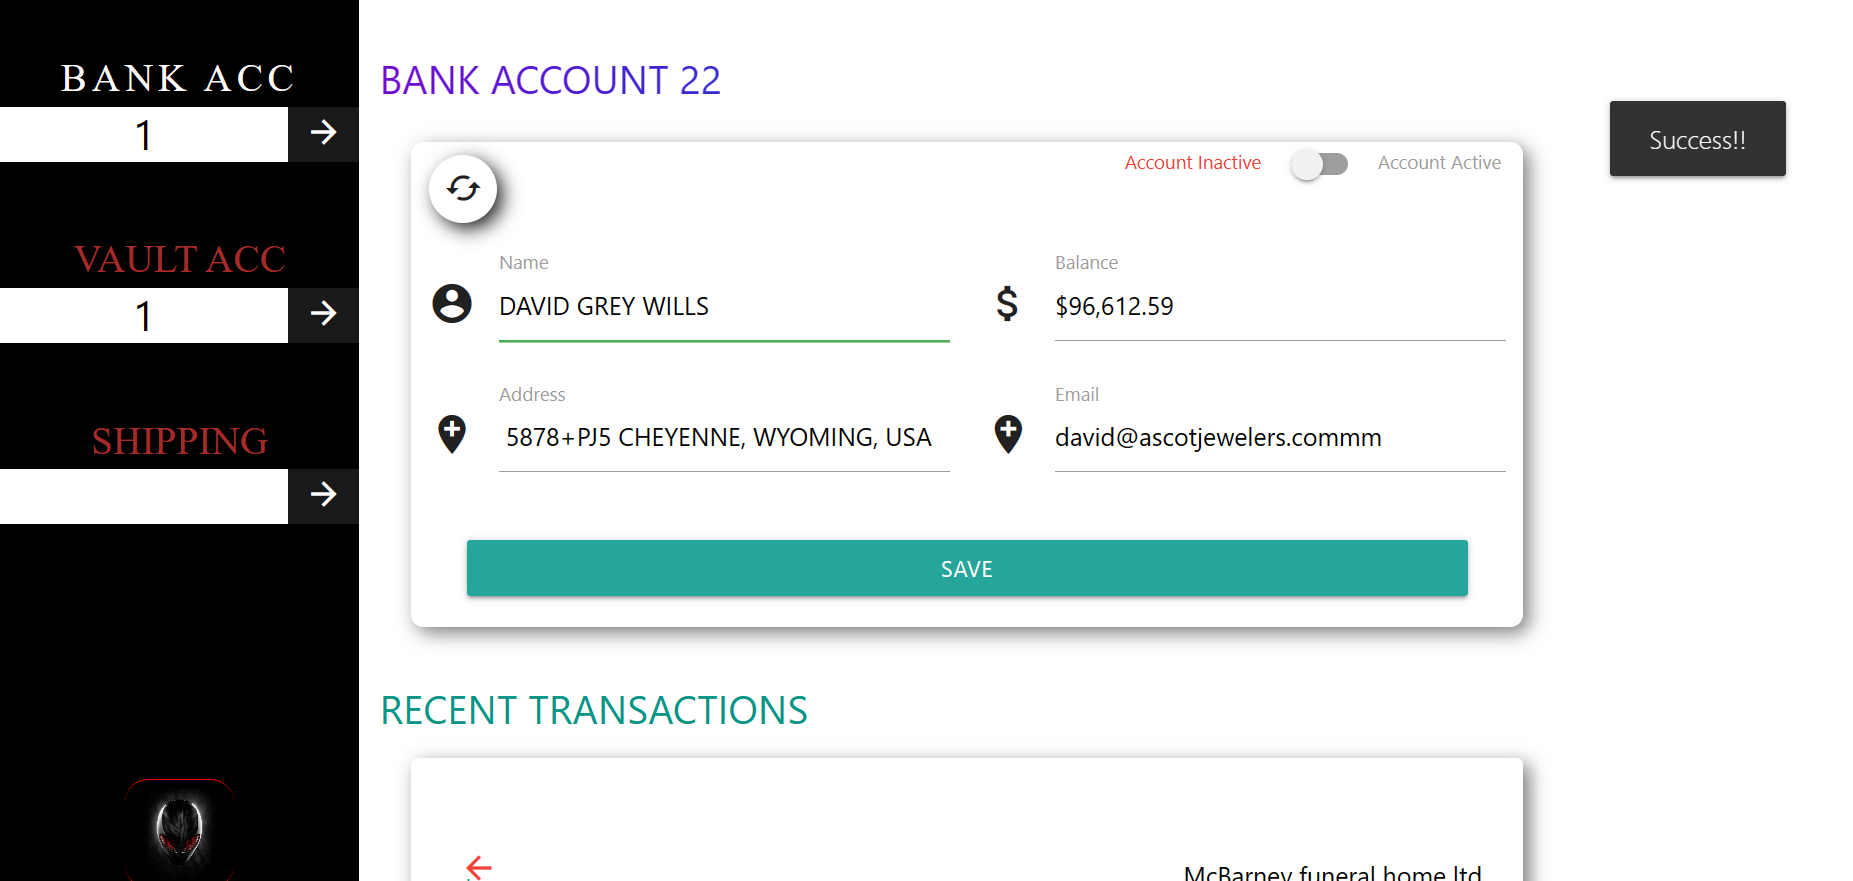 BANK ACC
1
VAULT ACC
1
SHIPPING
BANK ACCOUNT 22
Success!!
Account Inactive Account Active
Name
DAVID GREY WILLS
Balance
$96,612.59
Address
5878+PJ5 CHEYENNE, WYOMING, USA
Email
david@ascotjewelers.commm
SAVE
RECENT TRANSACTIONS
McBarney funeral home ltd